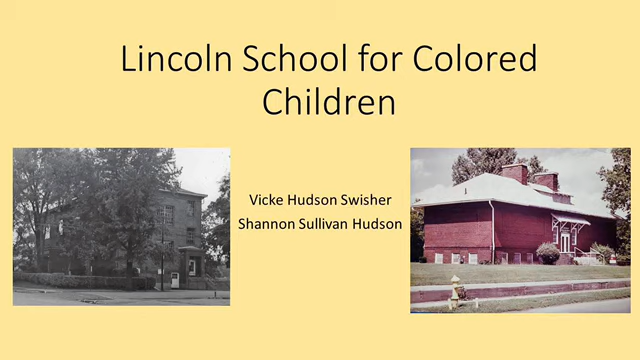 Lincoln School for Colored
Children
Vicke Hudson Swisher
Shannon Sullivan Hudson